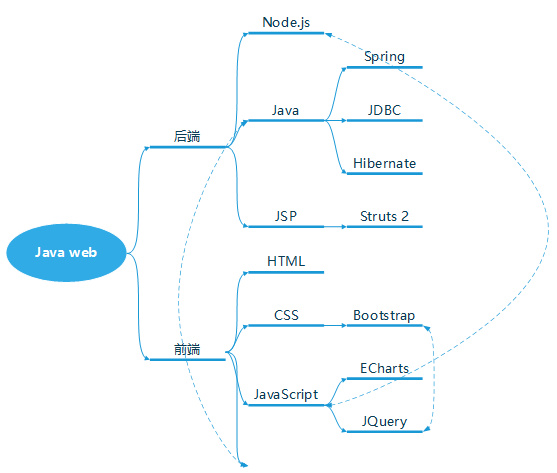 Java web
后端
Node.js
Java
Spring
JDBC
Hibernate
JSP
Struts 2
前端
HTML
CSS
Bootstrap
JavaScript
ECharts
JQuery